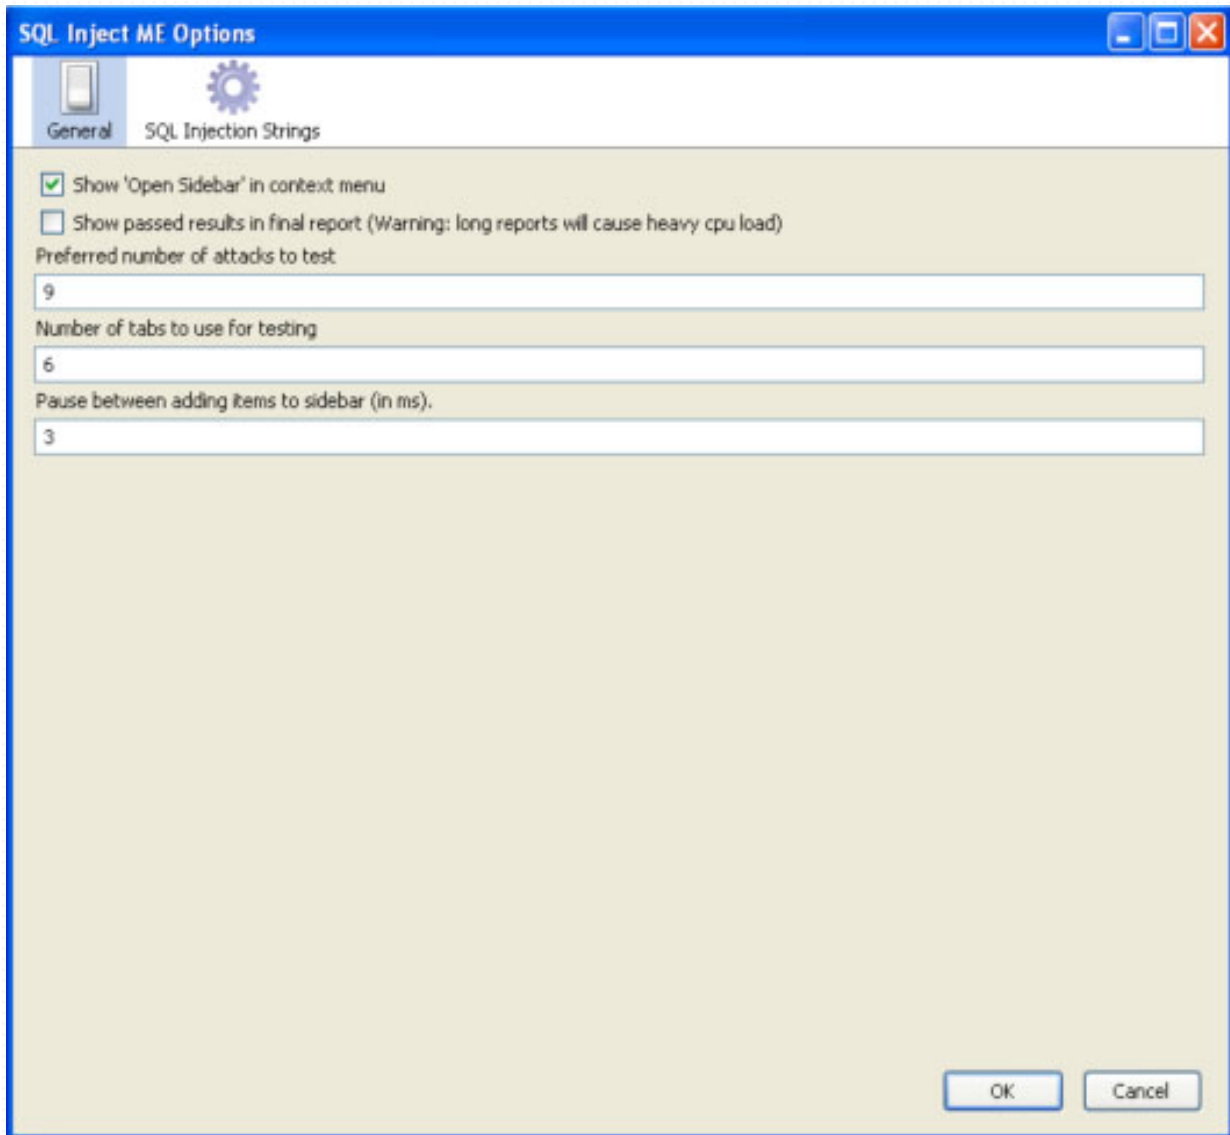 SQL Inject ME Options
General
SQL Injection Strings
Show 'Open Sidebar' in context menu
Show passed results in final report (Warning: long reports will cause heavy cpu load)
Preferred number of attacks to test
9
Number of tabs to use for testing
6
Pause between adding items to sidebar (in ms).
3
OK
Cancel